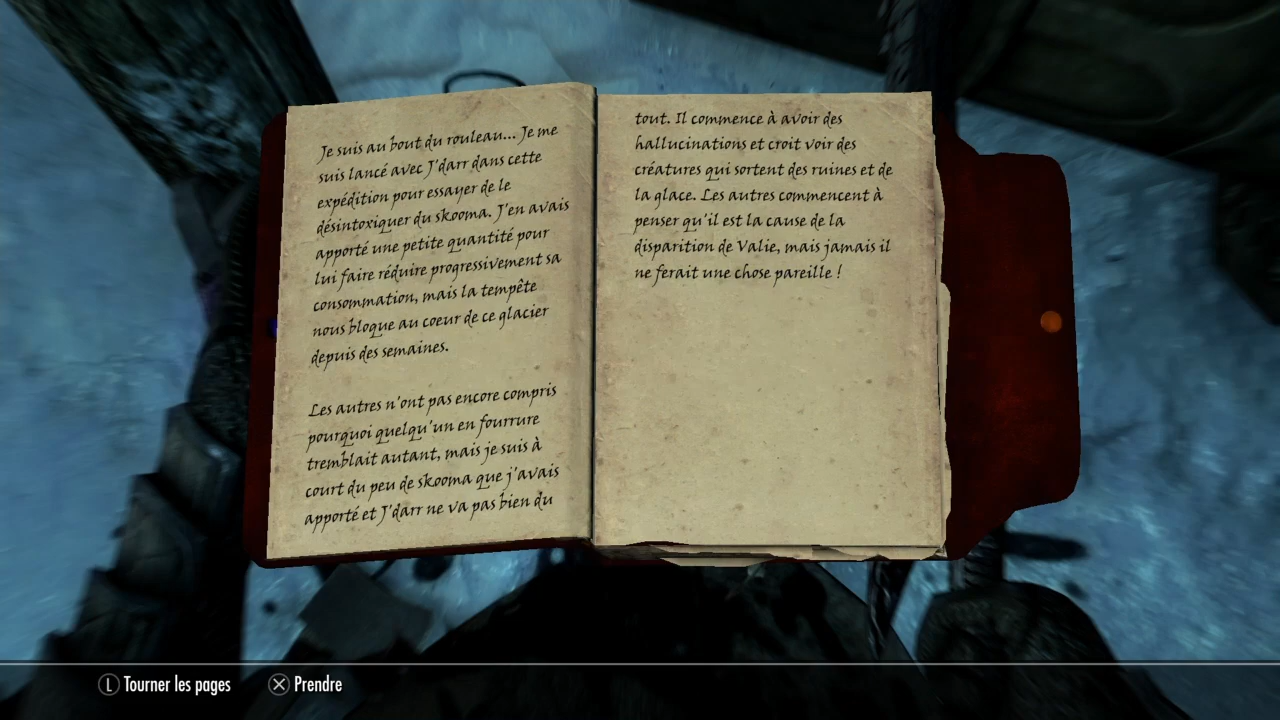 Je suis au bout du rouleau... Je me
suis lancé avec J'darr dans cette
expédition pour essayer de le
désintoxiquer du skooma. J'en avais
apporté une petite quantité pour
lui faire réduire progressivement sa
consommation, mais la tempête
nous bloque au coeur de ce glacier
depuis des semaines.
Les autres n'ont pas encore compris
pourquoi quelqu'un en fourrure
tremblait autant, mais je suis à
court du peu de skooma que j'avais
apporté et J'darr ne va pas bien du
tout. Il commence à avoir des
hallucinations et croit voir des
créatures qui sortent des ruines et de
la glace. Les autres commencent à
penser qu'il est la cause de la
disparition de Valie, mais jamais il
ne ferait une chose pareille !
L Tourner les pages
X Prendre